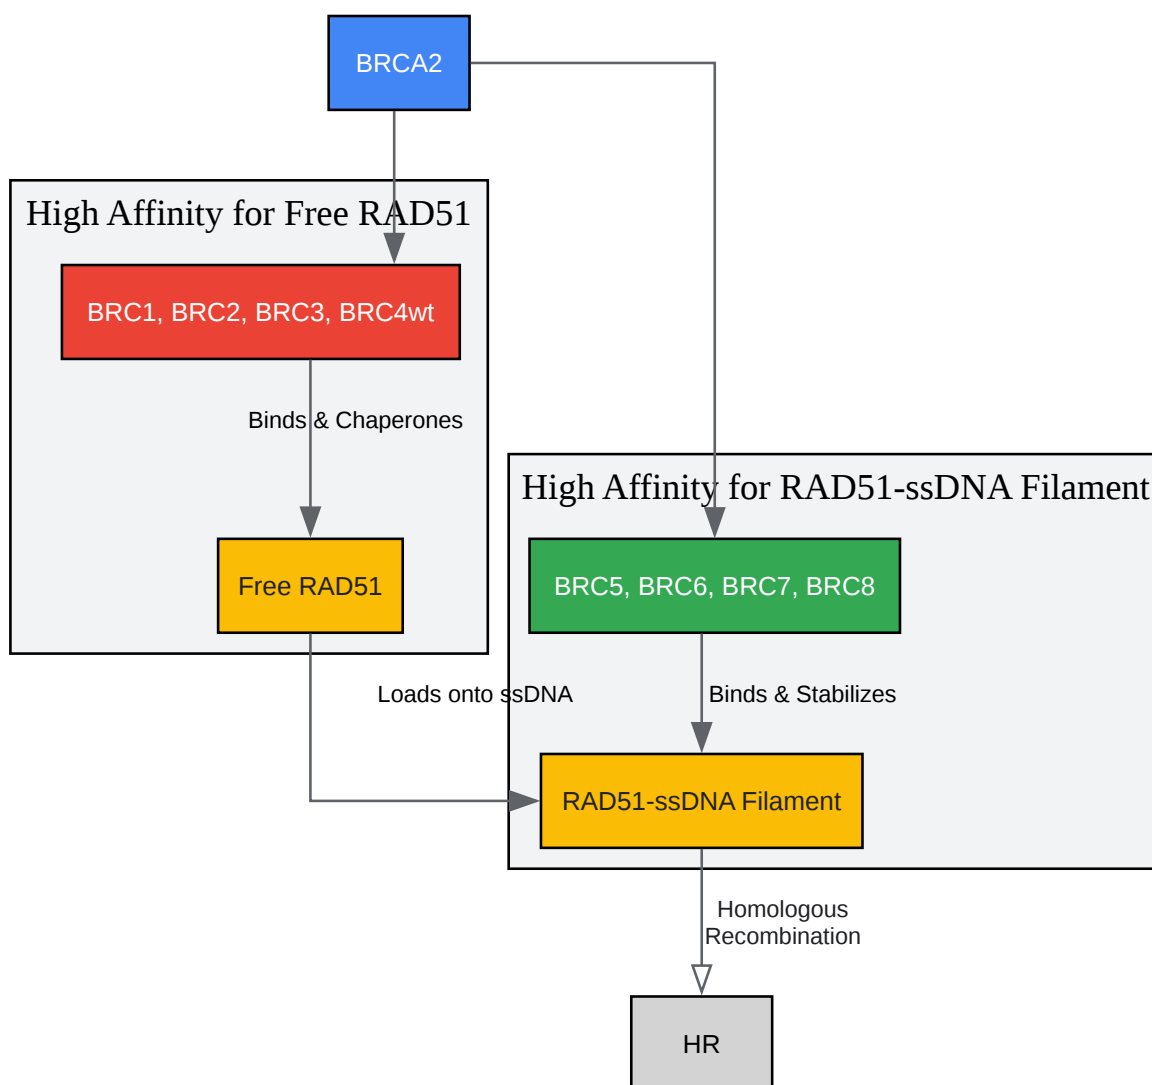 BRCA2
High Affinity for Free RAD51
BRC1, BRC2, BRC3, BRC4wt
Binds & Chaperones
High Affinity for RAD51-ssDNA Filament
Free RAD51
BRC5, BRC6, BRC7, BRC8
Loads onto ssDNA
Binds & Stabilizes
RAD51-ssDNA Filament
Homologous
Recombination
HR